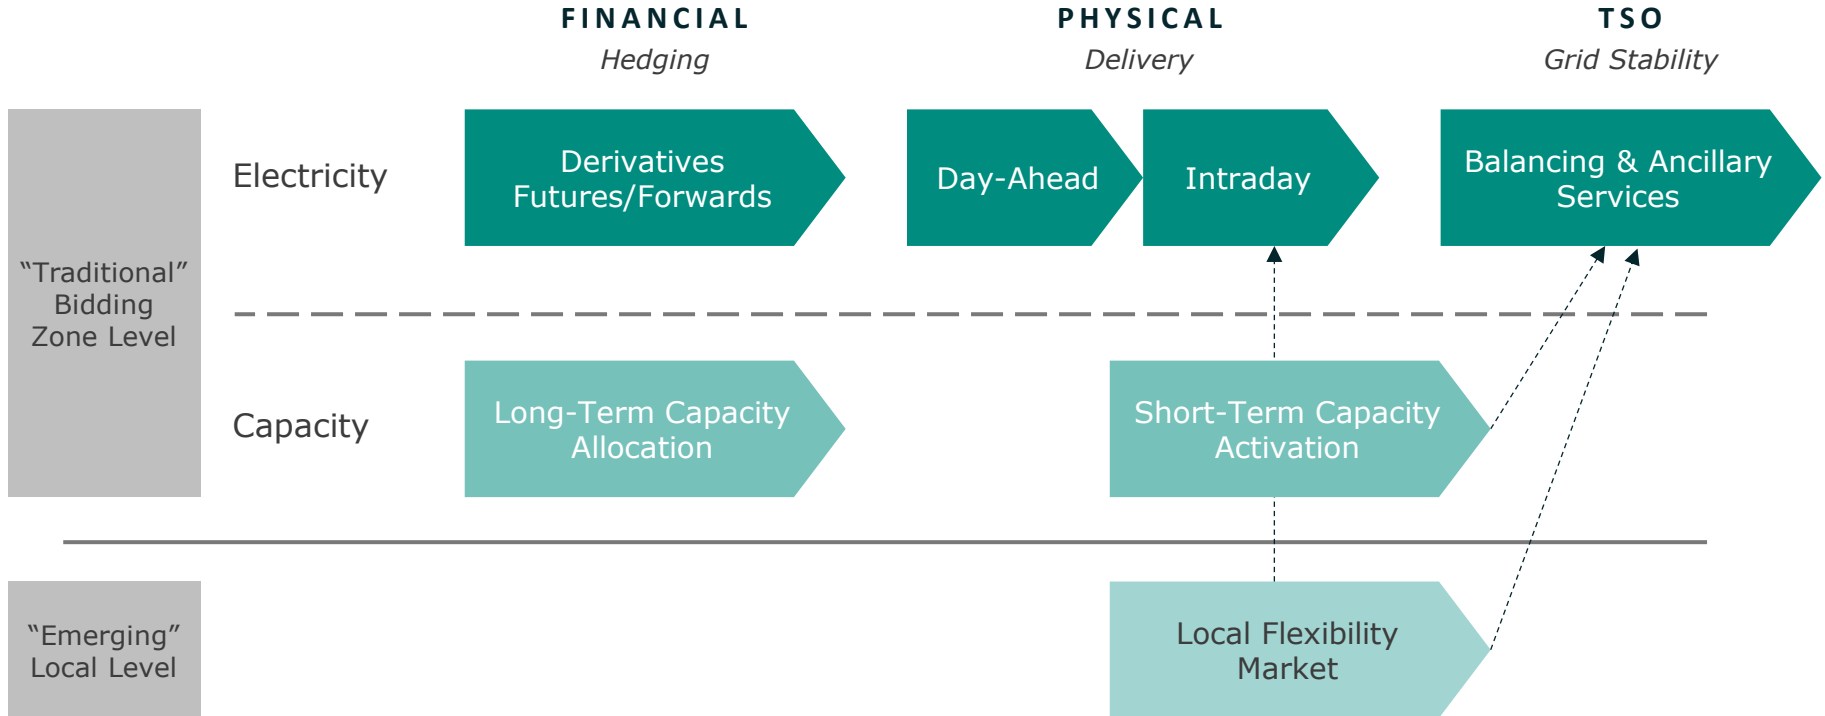 FINANCIAL
Hedging
PHYSICAL
Delivery
TSO
Grid Stability
“Traditional”
Bidding
Zone Level
Electricity
Derivatives
Futures/Forwards
Day-Ahead
Intraday
Balancing & Ancillary
Services
Capacity
Long-Term Capacity
Allocation
Short-Term Capacity
Activation
“Emerging”
Local Level
Local Flexibility
Market